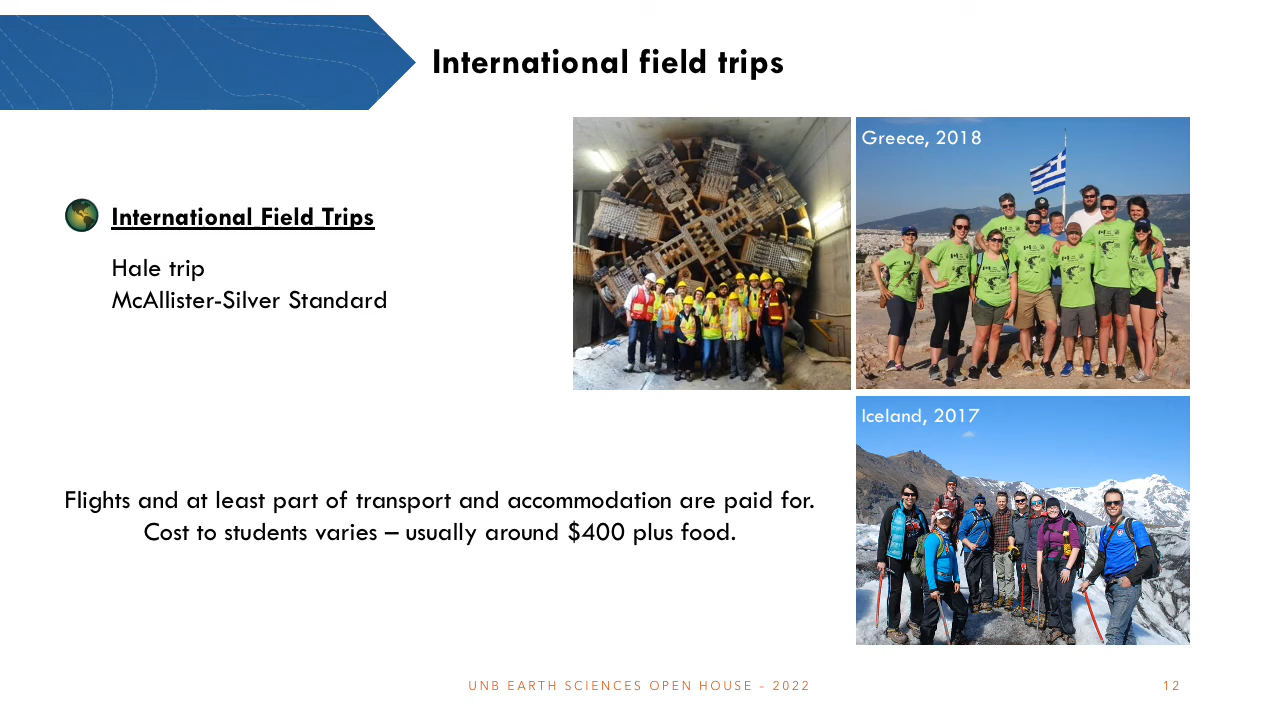 International field trips
Greece, 2018
International Field Trips
Hale trip
McAllister-Silver Standard
Iceland, 2017
Flights and at least part of transport and accommodation are paid for.
Cost to students varies – usually around $400 plus food.
UNB EARTH SCIENCES OPEN HOUSE - 2022
12